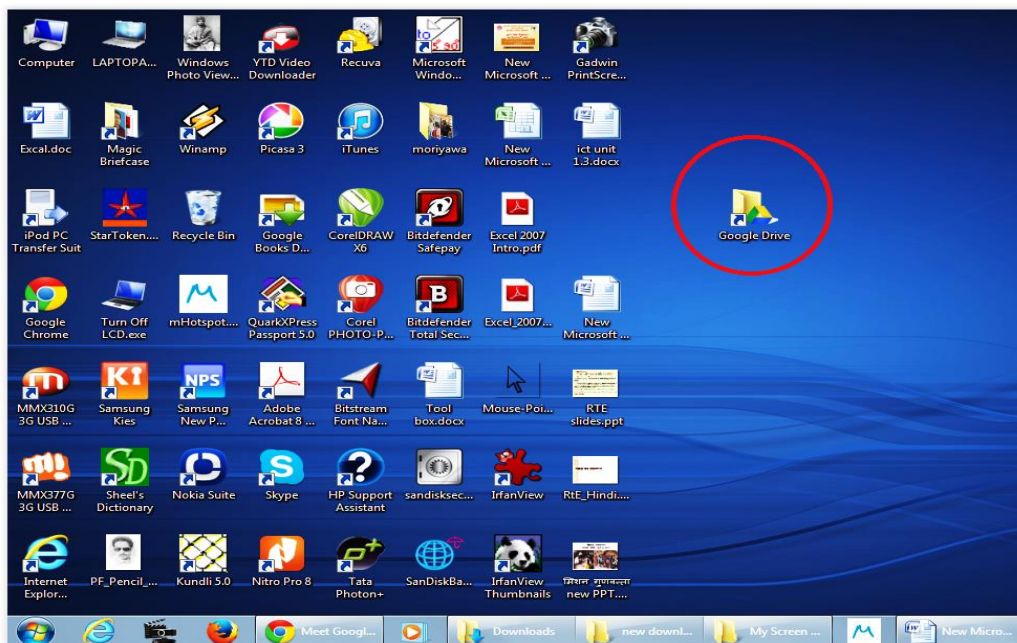 Computer
LAPTOPA...
Windows
Photo View...
YTD Video
Downloader
Recuva
Microsoft
Windo...
New
Microsoft ...
Gadwin
PrintScre...
Excal.doc
Magic
Briefcase
Winamp
Picasa 3
iTunes
moriyawa
New
Microsoft ...
ict unit
1.3.docx
iPod PC
Transfer Suit
StarToken....
Recycle Bin
Google
Books D...
CorelDRAW
X6
Bitdefender
Safepay
Excel 2007
Intro.pdf
Google Drive
Google
Chrome
Turn Off
LCD.exe
mHotspot....
QuarkXPress
Passport 5.0
Corel
PHOTO-P...
Bitdefender
Total Sec...
Excel_2007...
New
Microsoft ...
MMX310G
3G USB ...
Samsung
Kies
Samsung
New P...
Adobe
Acrobat 8 ...
Bitstream
Font Na...
Tool
box.docx
Mouse-Poi...
RTE
slides.ppt
MMX377G
3G USB ...
Sheel's
Dictionary
Nokia Suite
Skype
HP Support
Assistant
sandisksec...
IrfanView
RtE_Hindi....
Internet
Explor...
PF_Pencil_...
Kundli 5.0
Nitro Pro 8
Tata
Photon+
SanDiskBa...
IrfanView
Thumbnails
मिशन_गुणवत्ता
new PPT....
Meet Googl...
Downloads
new downl...
My Screen ...
New Micro...